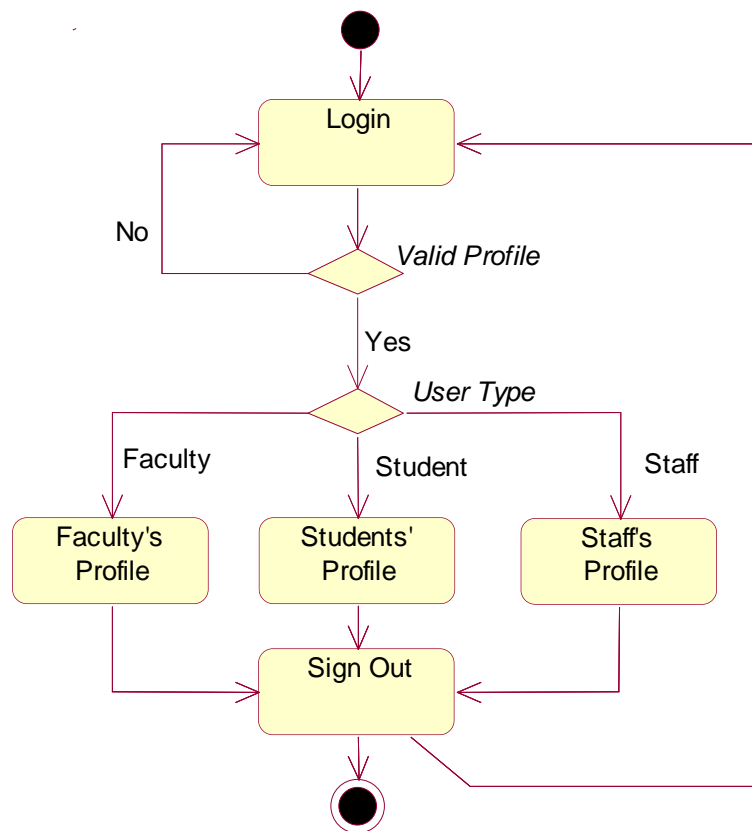 Login
No
Valid Profile
Yes
User Type
Faculty
Student
Staff
Faculty's
Profile
Students'
Profile
Staff's
Profile
Sign Out